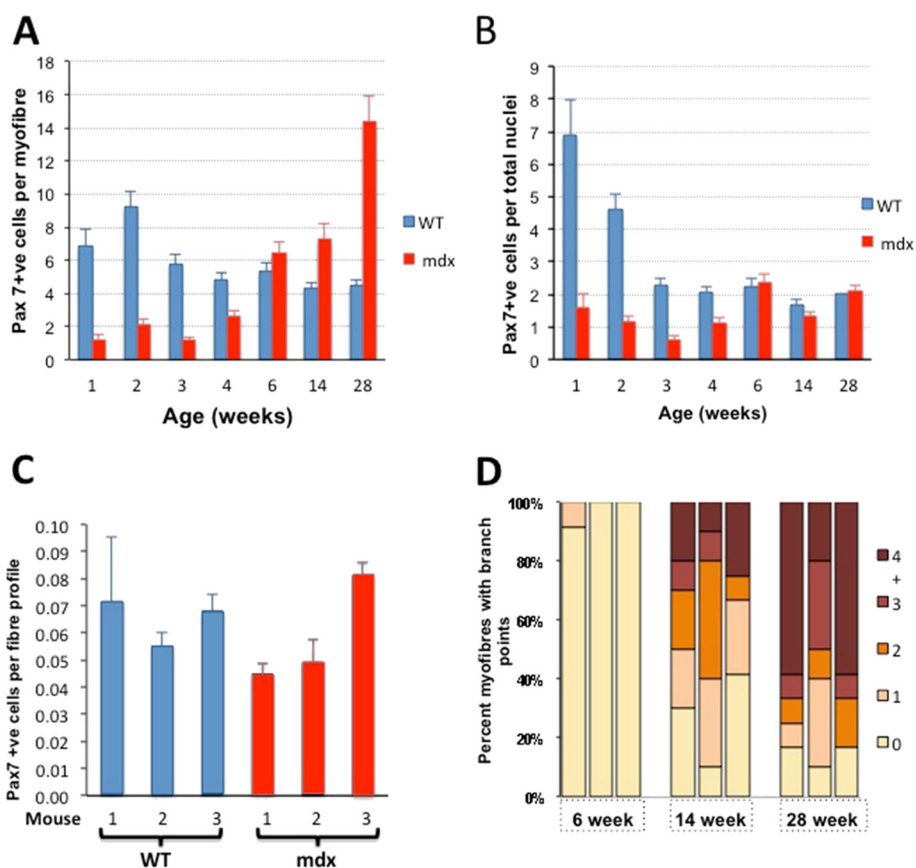 A
Pax 7+ve cells per myofibre
18
16
14
12
10
8
6
4
2
0
1 2 3 4 6 14 28
Age (weeks)
WT
mdx
B
Pax7+ve cells per total nuclei
9
8
7
6
5
4
3
2
1
0
1 2 3 4 6 14 28
Age (weeks)
WT
mdx
C
Pax7 +ve cells per fibre profile
0.10
0.09
0.08
0.07
0.06
0.05
0.04
0.03
0.02
0.01
0.00
Mouse 1 2 3 1 2 3
WT mdx
D
Percent myofibres with branch
points
100%
80%
60%
40%
20%
0%
6 week 14 week 28 week
4
+
3
2
1
0